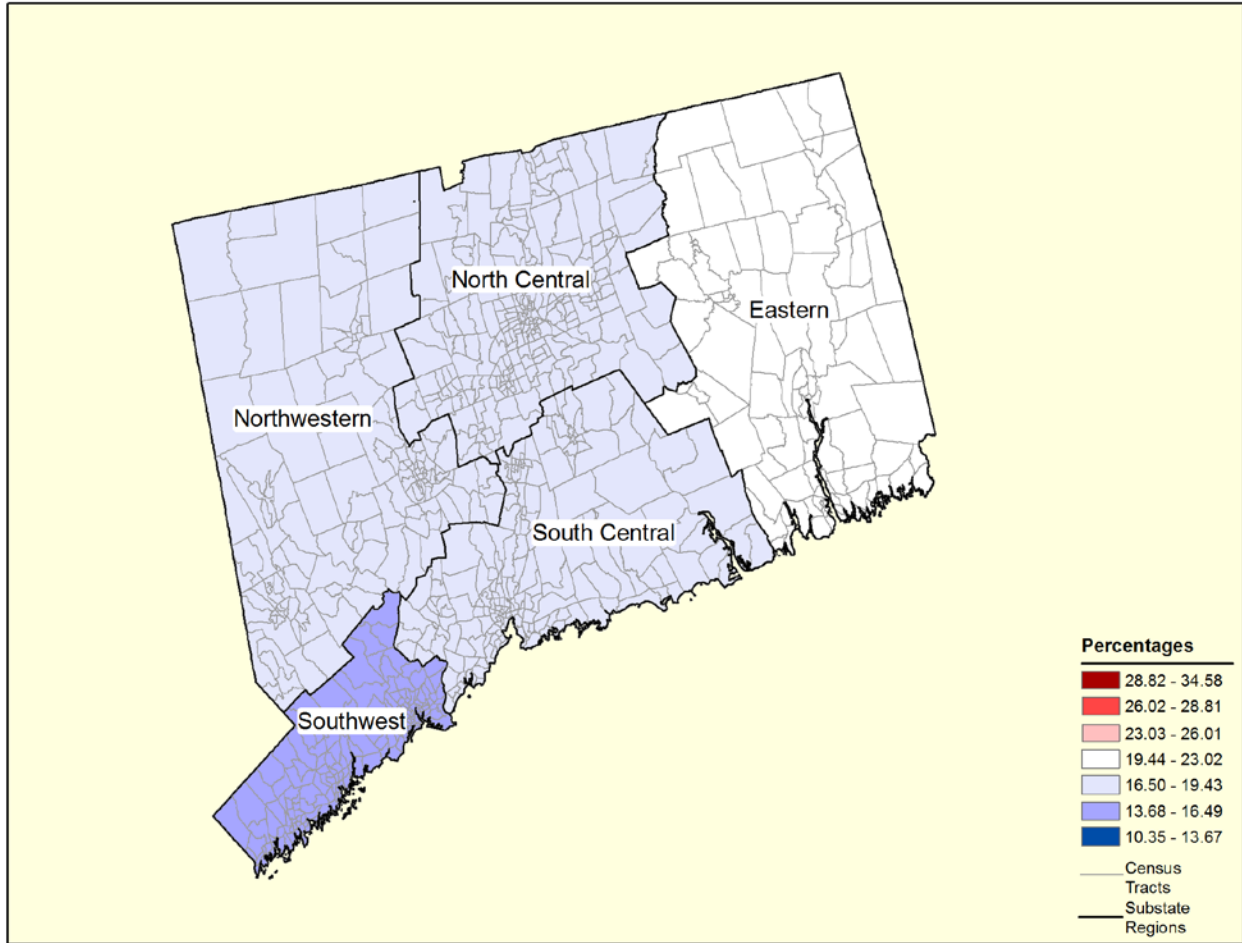 North Central
Eastern
Northwestern
South Central
Southwest
Percentages
28.82 - 34.58
26.02 - 28.81
23.03 - 26.01
19.44 - 23.02
16.50 - 19.43
13.68 - 16.49
10.35 - 13.67
Census
Tracts
Substate
Regions